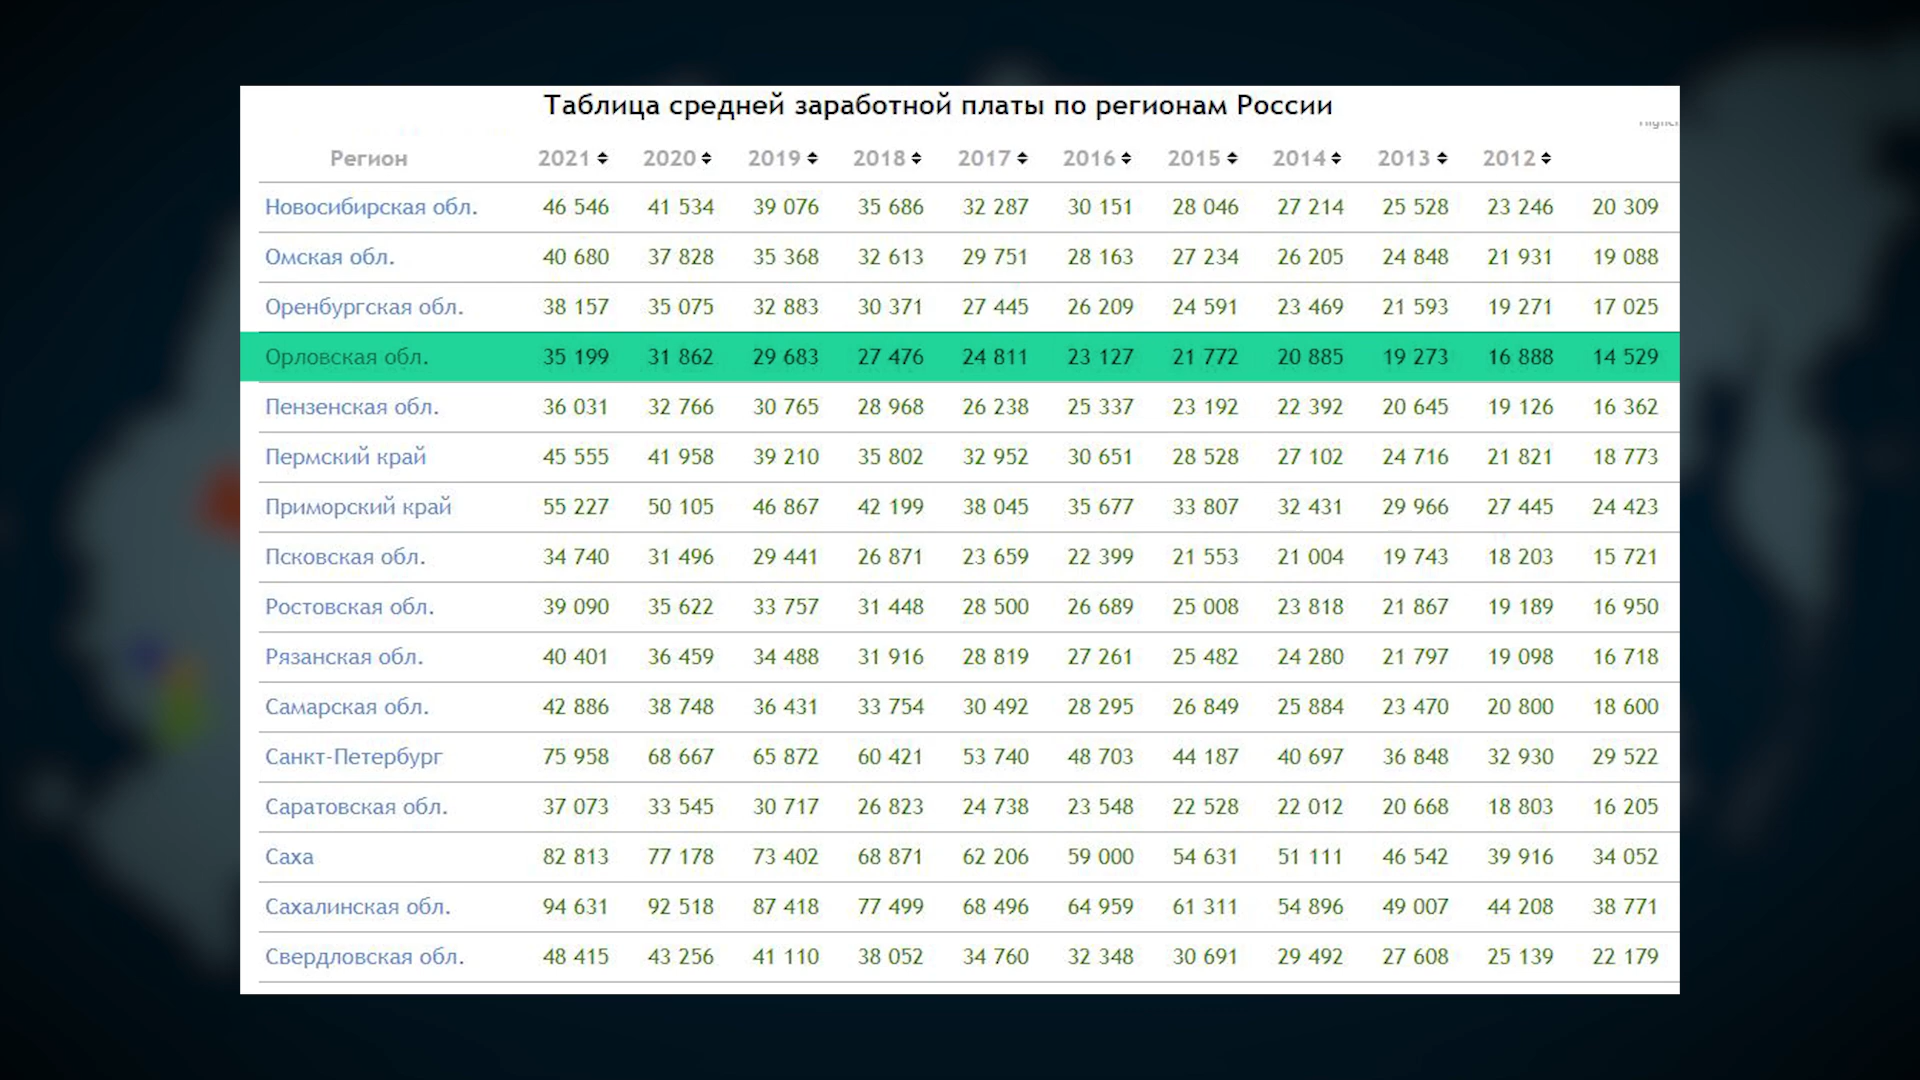 Таблица средней заработной платы по регионам России
Регион 2021 2020 2019 2018 2017 2016 2015 2014 2013 2012
Новосибирская обл. 46 546 41 534 39 076 35 686 32 287 30 151 28 046 27 214 25 528 23 246 20 309
Омская обл. 40 680 37 828 35 368 32 613 29 751 28 163 27 234 26 205 24 848 21 931 19 088
Оренбургская обл. 38 157 35 075 32 883 30 371 27 445 26 209 24 591 23 469 21 593 19 271 17 025
Орловская обл. 35 199 31 862 29 683 27 476 24 811 23 127 21 772 20 885 19 273 16 888 14 529
Пензенская обл. 36 031 32 766 30 765 28 968 26 238 25 337 23 192 22 392 20 645 19 126 16 362
Пермский край 45 555 41 958 39 210 35 802 32 952 30 651 28 528 27 102 24 716 21 821 18 773
Приморский край 55 227 50 105 46 867 42 199 38 045 35 677 33 807 32 431 29 966 27 445 24 423
Псковская обл. 34 740 31 496 29 441 26 871 23 659 22 399 21 553 21 004 19 743 18 203 15 721
Ростовская обл. 39 090 35 622 33 757 31 448 28 500 26 689 25 008 23 818 21 867 19 189 16 950
Рязанская обл. 40 401 36 459 34 488 31 916 28 819 27 261 25 482 24 280 21 797 19 098 16 718
Самарская обл. 42 886 38 748 36 431 33 754 30 492 28 295 26 849 25 884 23 470 20 800 18 600
Санкт-Петербург 75 958 68 667 65 872 60 421 53 740 48 703 44 187 40 697 36 848 32 930 29 522
Саратовская обл. 37 073 33 545 30 717 26 823 24 738 23 548 22 528 22 012 20 668 18 803 16 205
Саха 82 813 77 178 73 402 68 871 62 206 59 000 54 631 51 111 46 542 39 916 34 052
Сахалинская обл. 94 631 92 518 87 418 77 499 68 496 64 959 61 311 54 896 49 007 44 208 38 771
Свердловская обл. 48 415 43 256 41 110 38 052 34 760 32 348 30 691 29 492 27 608 25 139 22 179